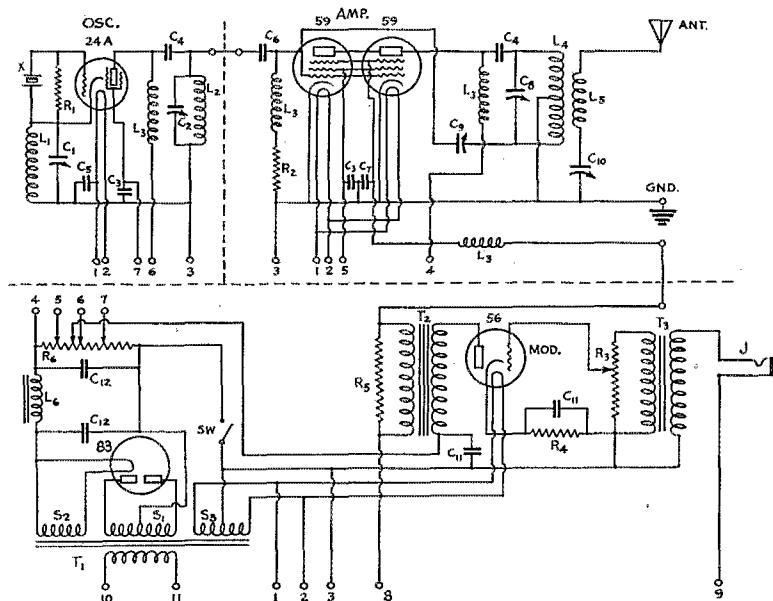 OSC.
24A
AMP.
59 59
ANT.
X
R1
L1
C1
C5
C3
C4
L3
C2
L2
C6
L3
R2
C3 C7
C9
L3
C4
C8
L4
L5
C10
GND.
L3
1 2 7 6 3
3 1 2 5 4
4 5 6 7
R6
C12
L6
C12
83
SW
S2 S1 S3
T1
10 11
T2
R5
56
MOD.
C11
C11
R4
R3
T3
J
1 2 3 8 9